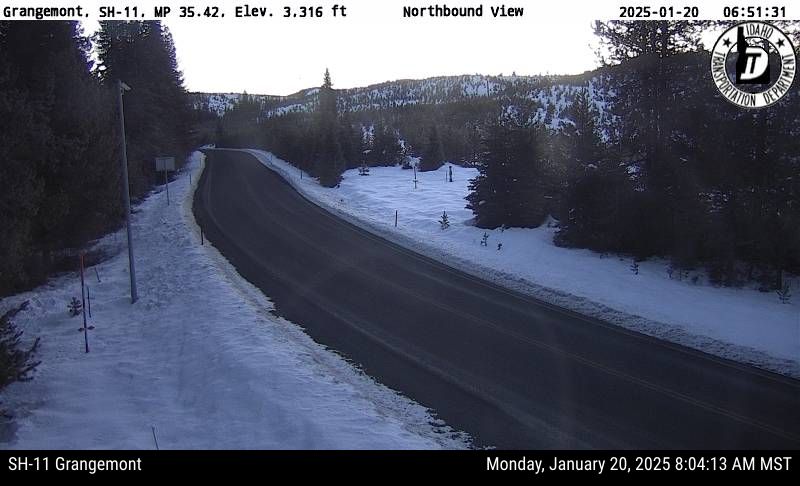 Grangemont, SH-11, MP 35.42, Elev. 3,316 ft Northbound View 2025-01-20 06:51:31
IDAHO
TRANSPORTATION DEPARTMENT
SH-11 Grangemont Monday, January 20, 2025 8:04:13 AM MST